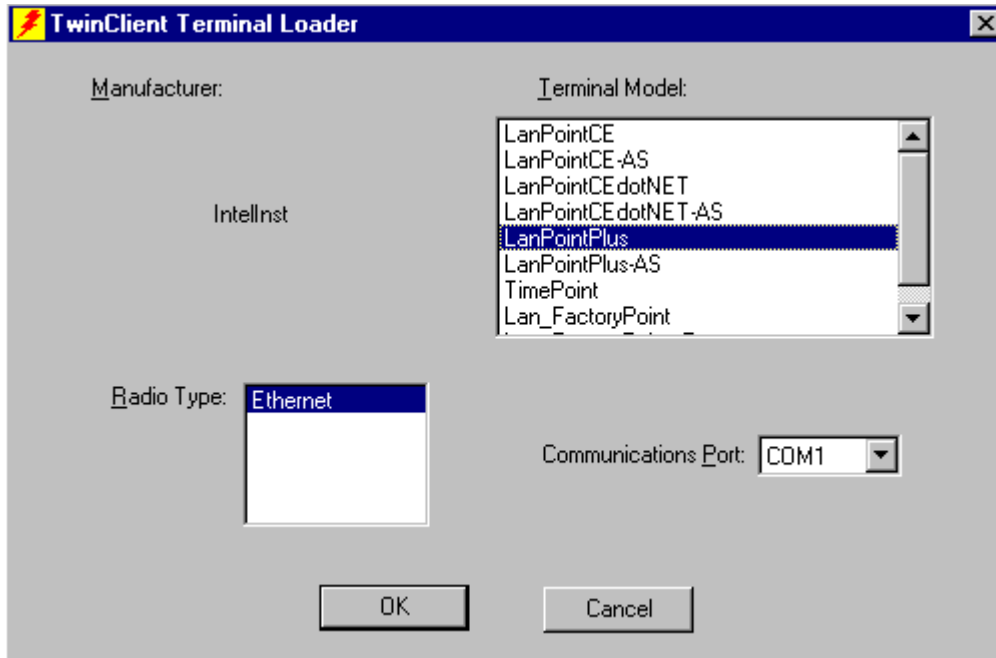 TwinClient Terminal Loader
Manufacturer:
Terminal Model:
LanPointCE
LanPointCE-AS
LanPointCEdotNET
LanPointCEdotNET-AS
IntelInst
LanPointPlus
LanPointPlus-AS
TimePoint
Lan_FactoryPoint
Radio Type:
Ethernet
Communications Port:
COM1
OK
Cancel